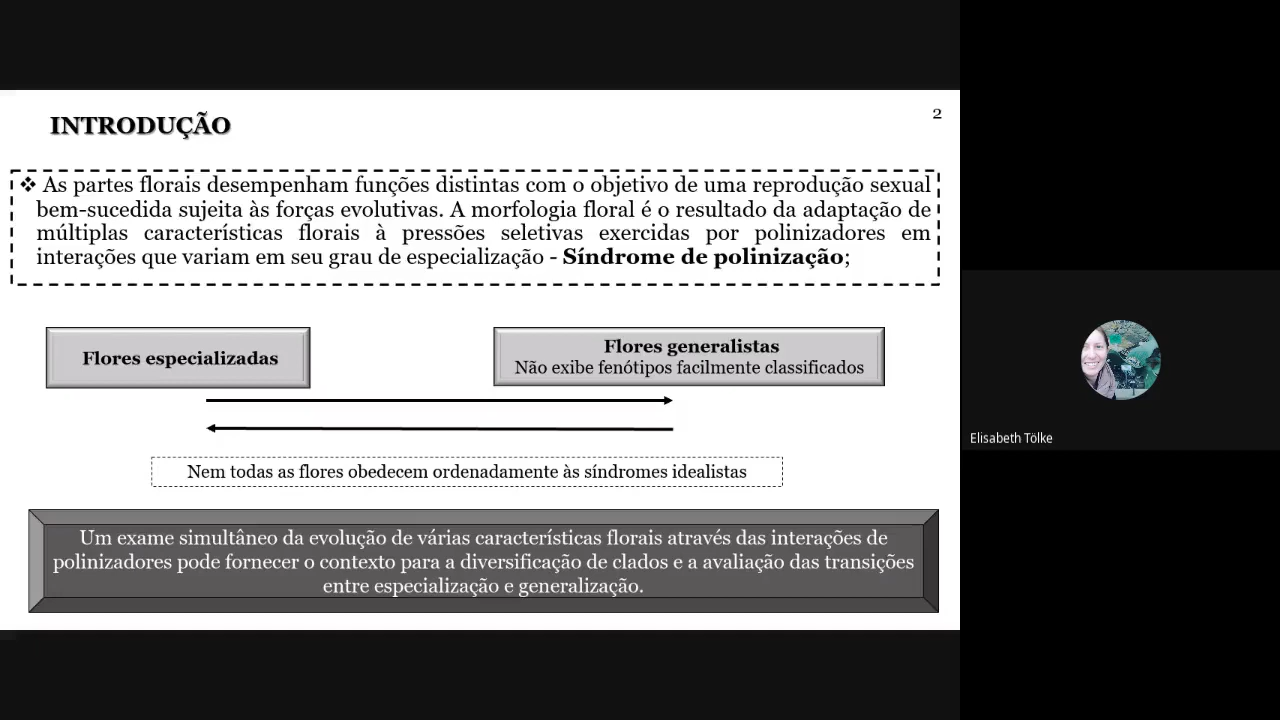 INTRODUÇÃO
2
❖ As partes florais desempenham funções distintas com o objetivo de uma reprodução sexual
bem-sucedida sujeita às forças evolutivas. A morfologia floral é o resultado da adaptação de
múltiplas características florais à pressões seletivas exercidas por polinizadores em
interações que variam em seu grau de especialização - Síndrome de polinização;
Flores especializadas
Flores generalistas
Não exibe fenótipos facilmente classificados
Nem todas as flores obedecem ordenadamente às síndromes idealistas
Um exame simultâneo da evolução de várias características florais através das interações de
polinizadores pode fornecer o contexto para a diversificação de clados e a avaliação das transições
entre especialização e generalização.
Elisabeth Tölke